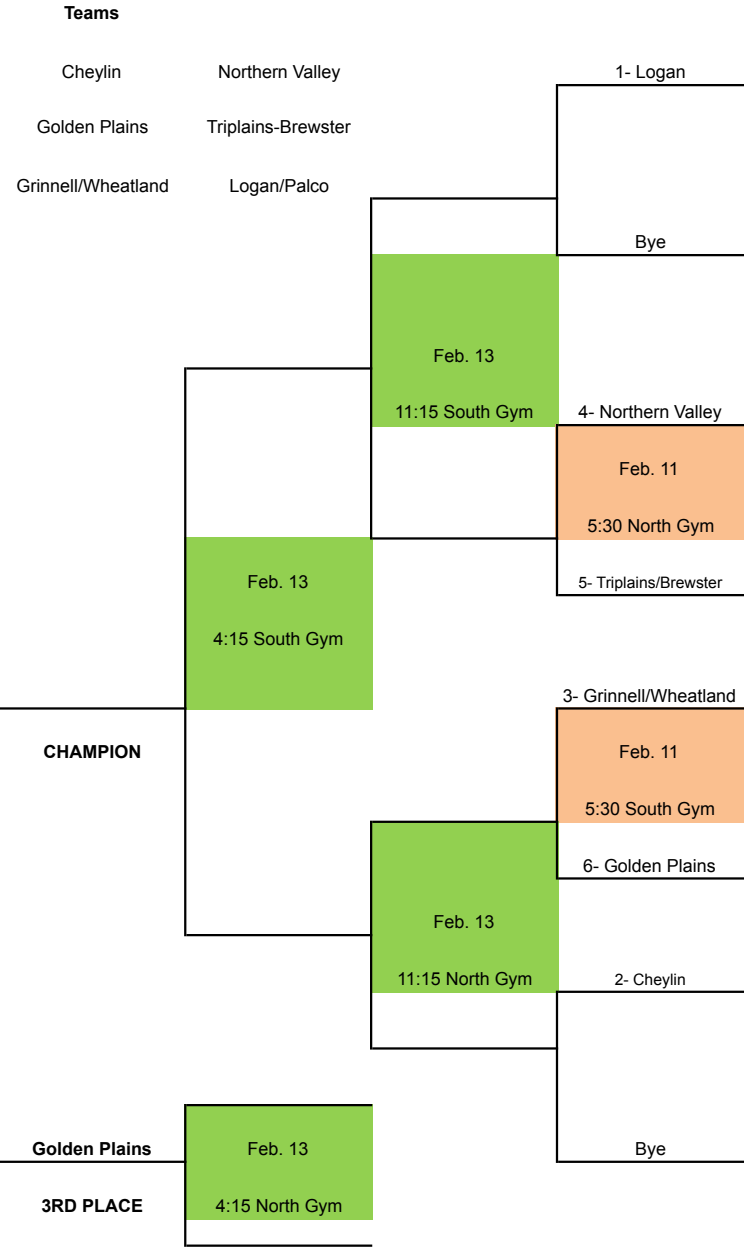 Teams
Cheylin Northern Valley
Golden Plains Triplains-Brewster
Grinnell/Wheatland Logan/Palco
1- Logan
Bye
Feb. 13
11:15 South Gym
4- Northern Valley
Feb. 11
5:30 North Gym
5- Triplains/Brewster
Feb. 13
4:15 South Gym
CHAMPION
3- Grinnell/Wheatland
Feb. 11
5:30 South Gym
6- Golden Plains
Feb. 13
11:15 North Gym
2- Cheylin
Bye
Golden Plains
3RD PLACE
Feb. 13
4:15 North Gym